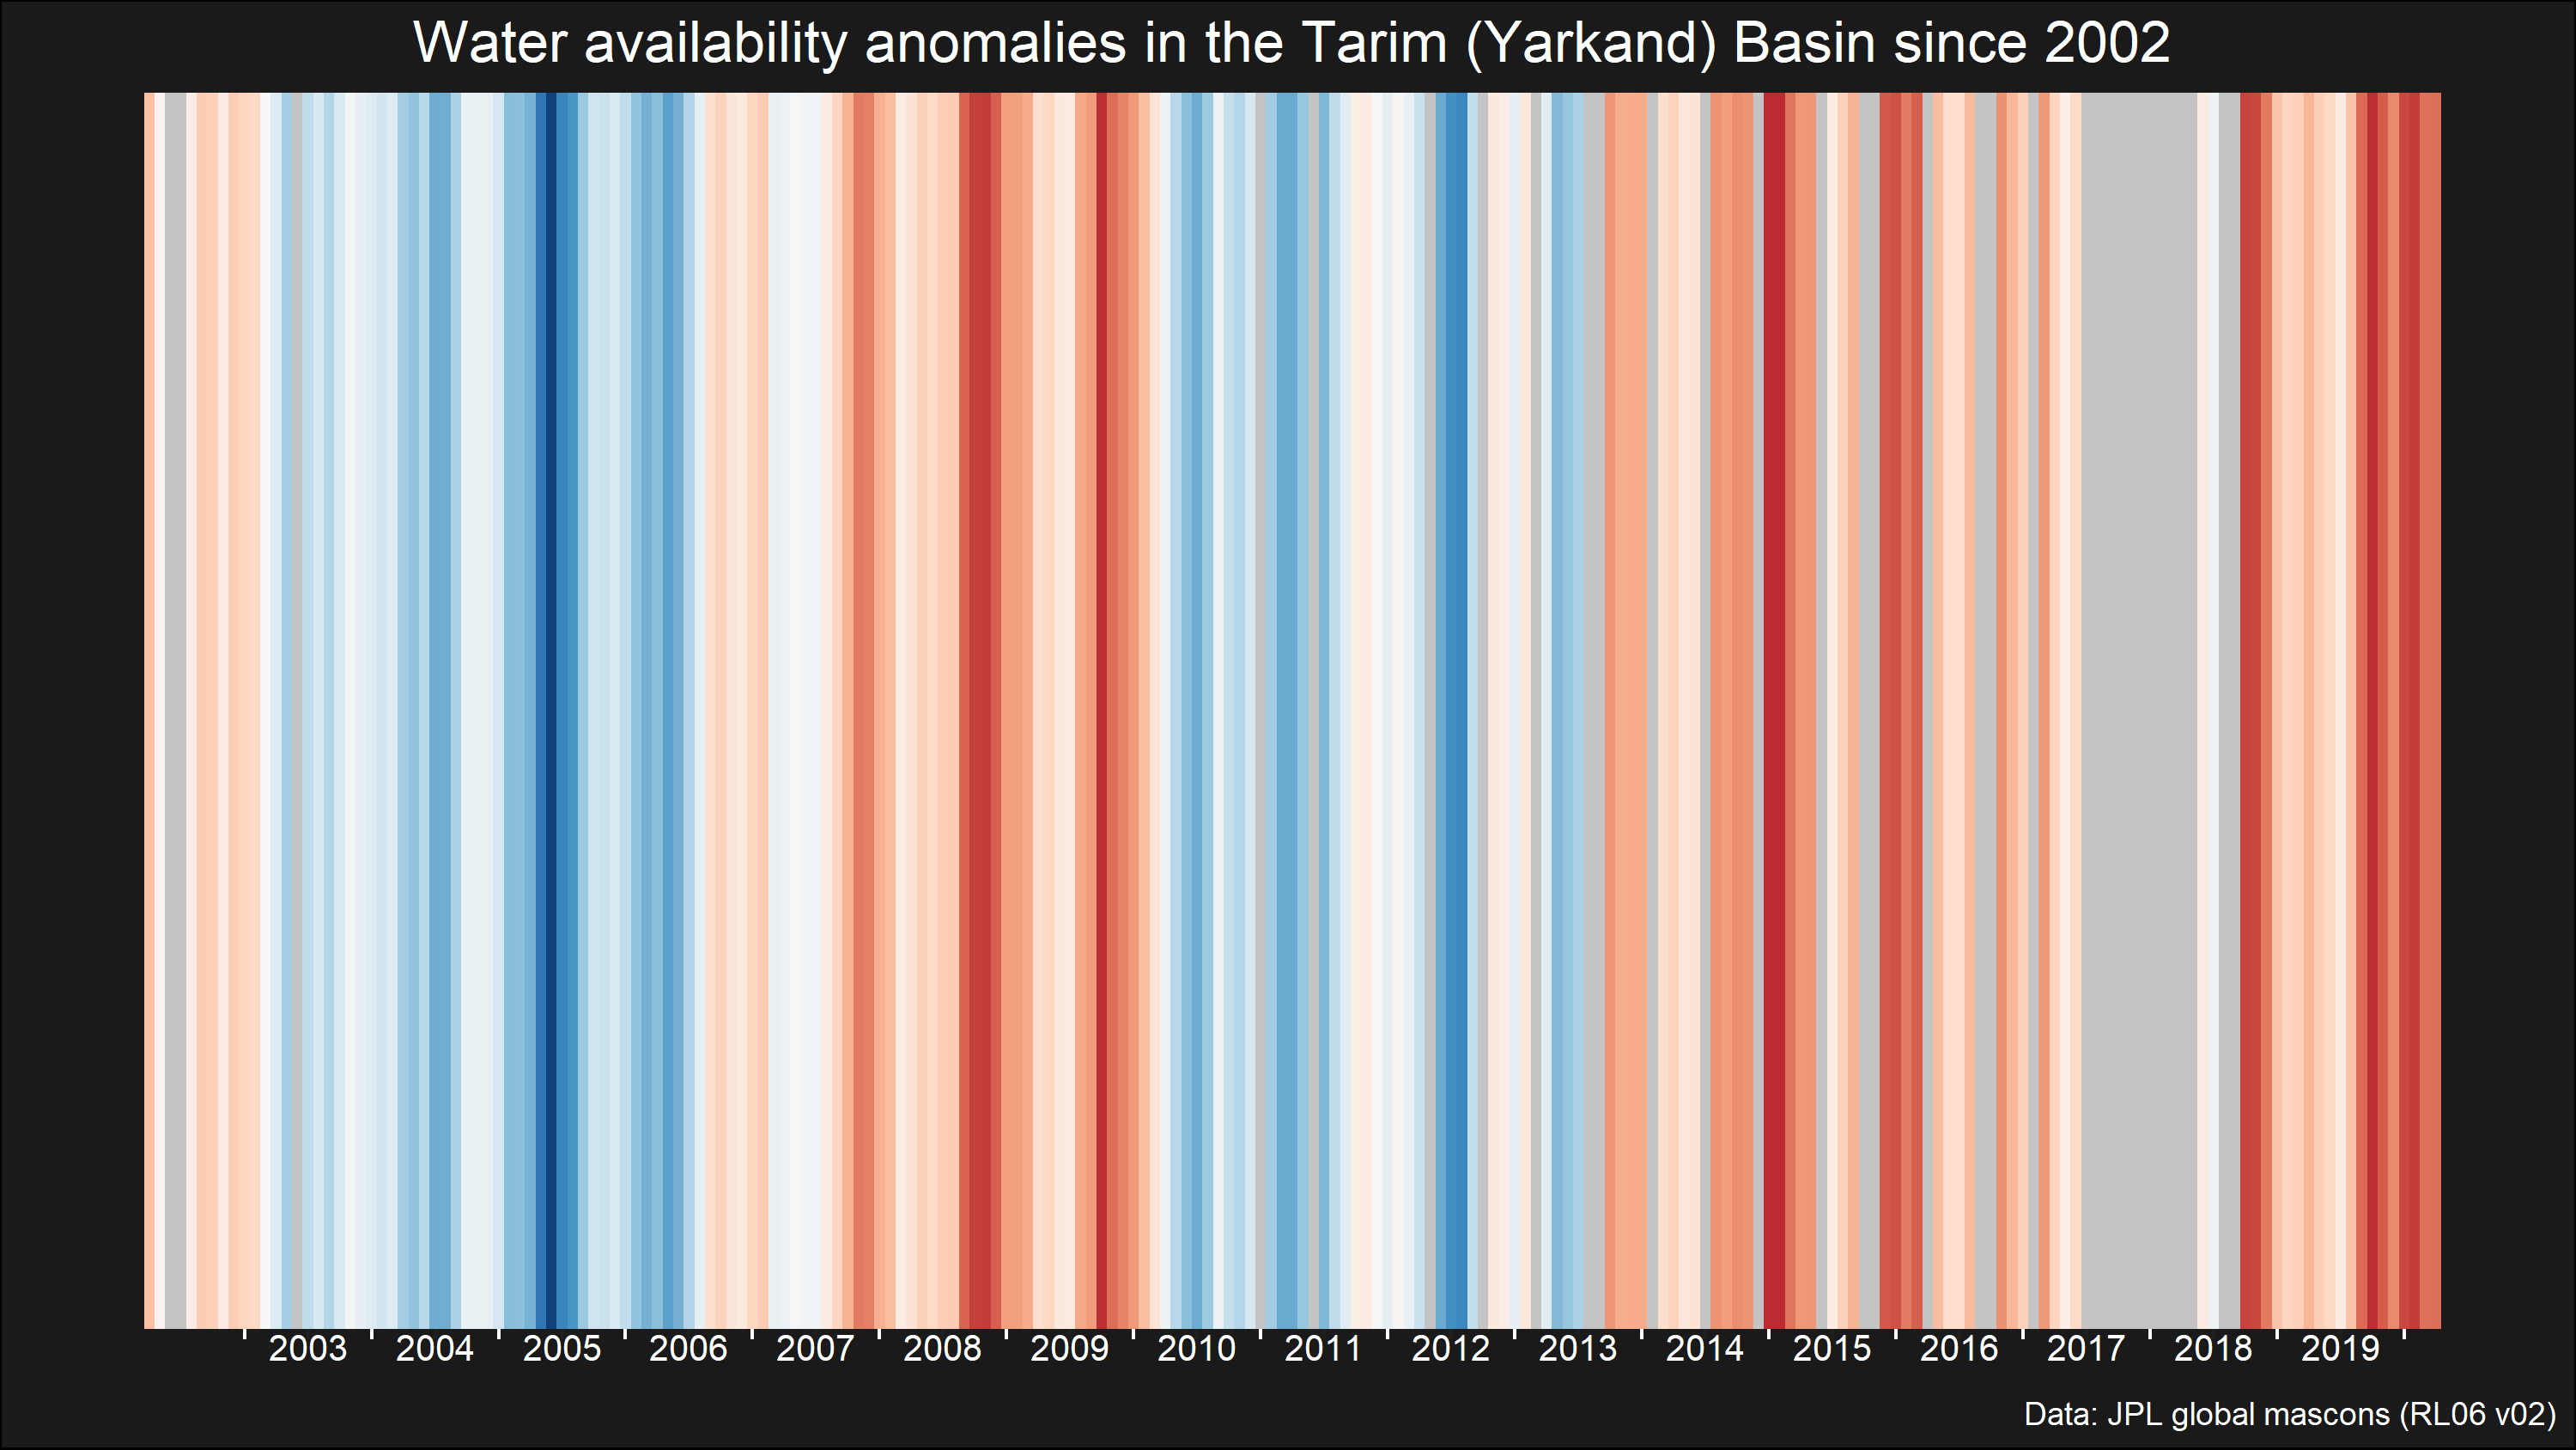 Water availability anomalies in the Tarim (Yarkand) Basin since 2002
2003 2004 2005 2006 2007 2008 2009 2010 2011 2012 2013 2014 2015 2016 2017 2018 2019
Data: JPL global mascons (RL06 v02)